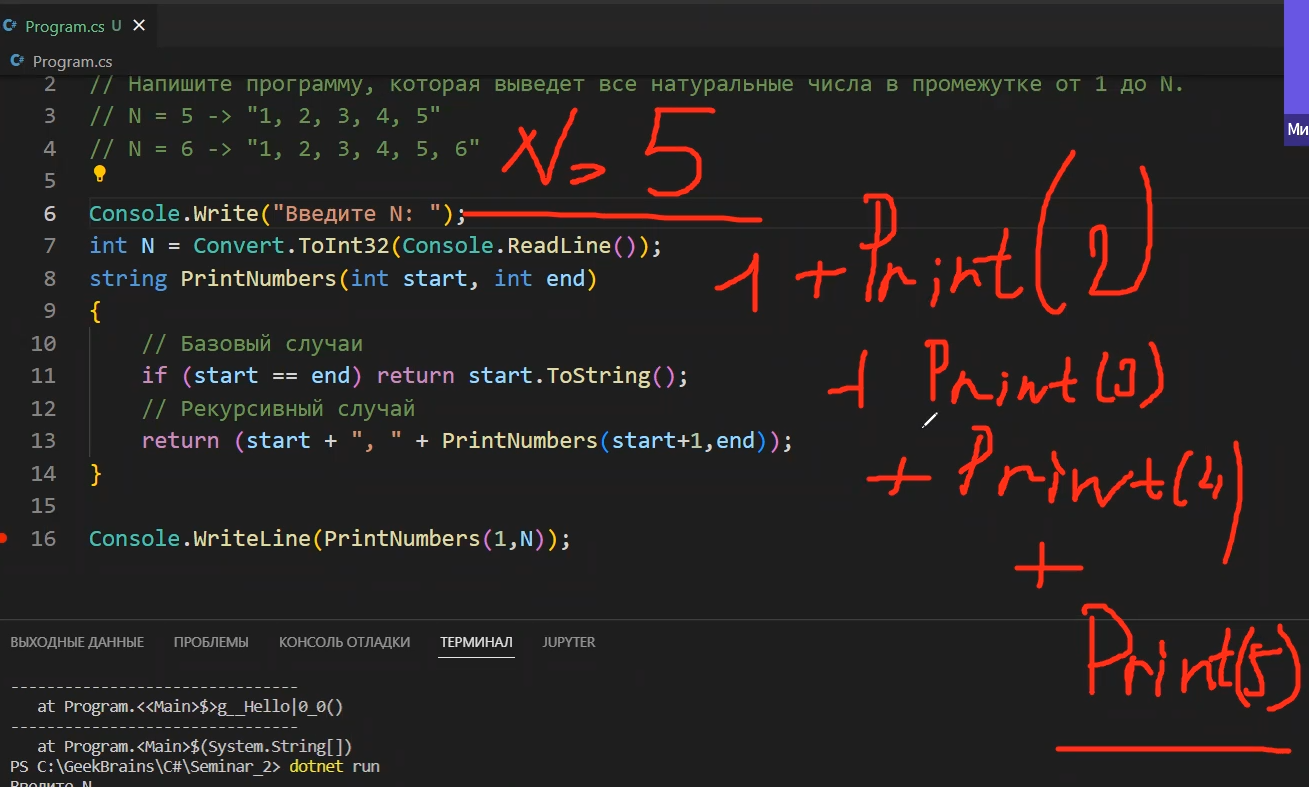 Program.cs U ×
Program.cs
2 // Напишите программу, которая выведет все натуральные числа в промежутке от 1 до N.
3 // N = 5 -> "1, 2, 3, 4, 5"
4 // N = 6 -> "1, 2, 3, 4, 5, 6"
5
6 Console.Write("Введите N: ");
7 int N = Convert.ToInt32(Console.ReadLine());
8 string PrintNumbers(int start, int end)
9 {
10 // Базовый случаи
11 if (start == end) return start.ToString();
12 // Рекурсивный случай
13 return (start + ", " + PrintNumbers(start+1,end));
14 }
15
16 Console.WriteLine(PrintNumbers(1,N));
N = 5
1 + Print(2)
+ Print(3)
+ Print(4)
+
Print(5)
Ми
ВЫХОДНЫЕ ДАННЫЕ ПРОБЛЕМЫ КОНСОЛЬ ОТЛАДКИ ТЕРМИНАЛ JUPYTER
--------------------------------
at Program.<<Main>$>g__Hello|0_0()
--------------------------------
at Program.<Main>$(System.String[])
PS C:\GeekBrains\C#\Seminar_2> dotnet run
Введите N